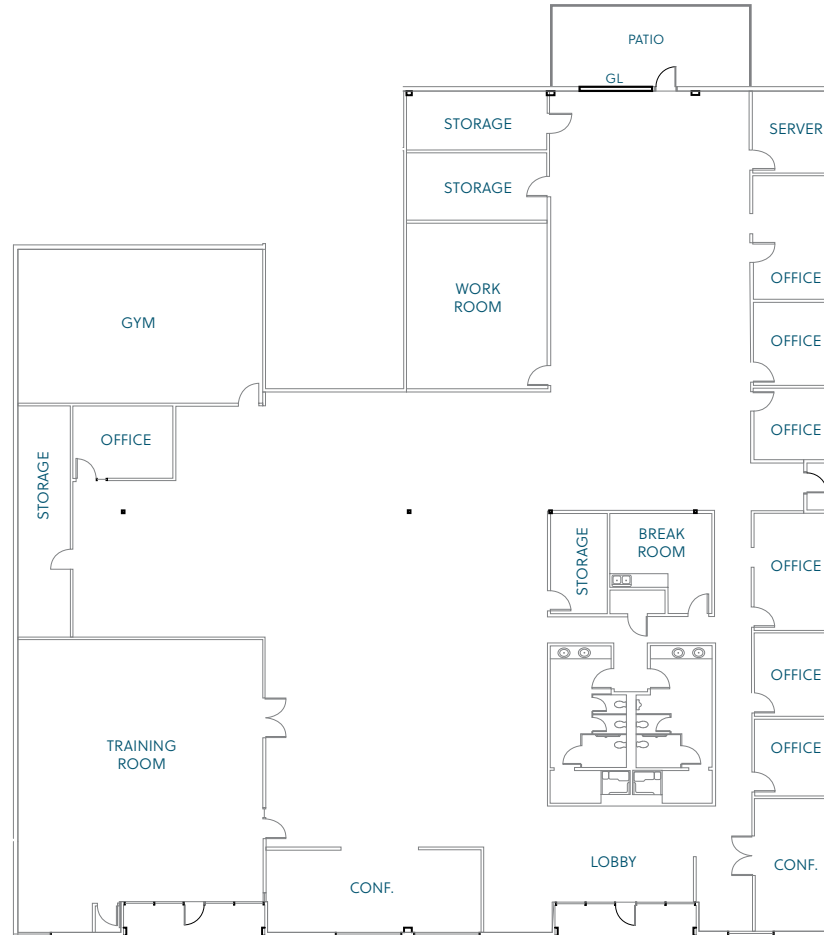 PATIO
GL
STORAGE
SERVER
STORAGE
OFFICE
WORK
ROOM
GYM
OFFICE
OFFICE
OFFICE
STORAGE
BREAK
ROOM
STORAGE
OFFICE
OFFICE
TRAINING
ROOM
OFFICE
LOBBY
CONF.
CONF.